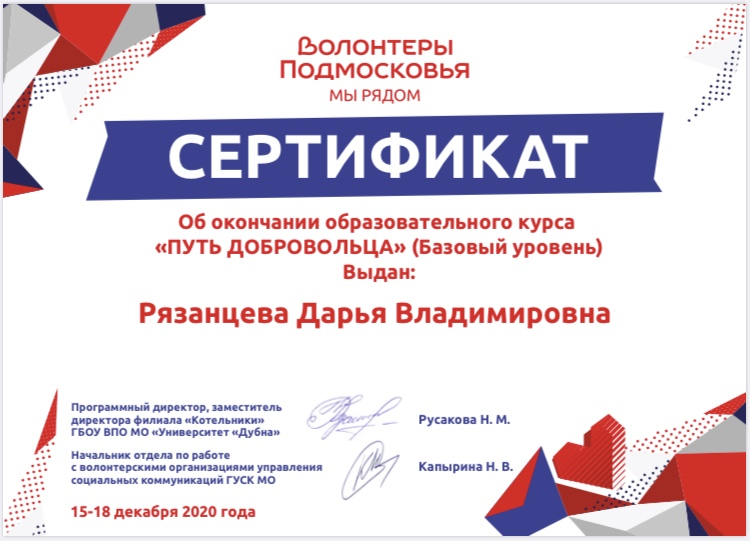 ВОЛОНТЕРЫ
ПОДМОСКОВЬЯ
МЫ РЯДОМ
СЕРТИФИКАТ
Об окончании образовательного курса
«ПУТЬ ДОБРОВОЛЬЦА» (Базовый уровень)
Выдан:
Рязанцева Дарья Владимировна
Программный директор, заместитель
директора филиала «Котельники»
ГБОУ ВПО МО «Университет «Дубна»
Русакова Н. М.
Начальник отдела по работе
с волонтерскими организациями управления
социальных коммуникаций ГУСК МО
Капырина Н. В.
15-18 декабря 2020 года